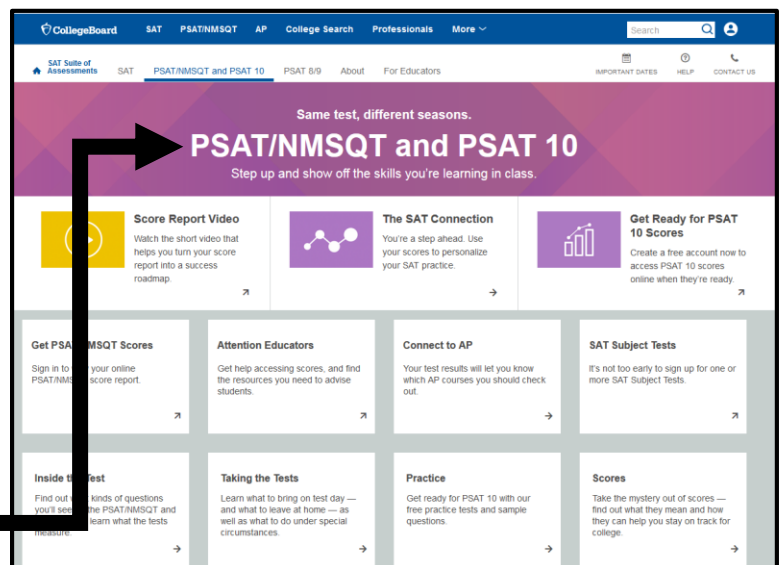 CollegeBoard SAT PSAT/NMSQT AP College Search Professionals More Search
SAT Suite of
Assessments SAT PSAT/NMSQT and PSAT 10 PSAT 8/9 About For Educators IMPORTANT DATES HELP CONTACT US
Same test, different seasons.
PSAT/NMSQT and PSAT 10
Step up and show off the skills you're learning in class.
Score Report Video
Watch the short video that
helps you turn your score
report into a success
roadmap.
The SAT Connection
You're a step ahead. Use
your scores to personalize
your SAT practice.
Get Ready for PSAT
10 Scores
Create a free account now to
access PSAT 10 scores
online when they're ready.
Get PSA MSQT Scores
Sign in to your online
PSAT/NMS score report.
Attention Educators
Get help accessing scores, and find
the resources you need to advise
students.
Connect to AP
Your test results will let you know
which AP courses you should check
out.
SAT Subject Tests
It's not too early to sign up for one or
more SAT Subject Tests.
Inside th Test
Find out kinds of questions
you'll see the PSAT/NMSQT and
learn what the tests
measure.
Taking the Tests
Learn what to bring on test day —
and what to leave at home — as
well as what to do under special
circumstances.
Practice
Get ready for PSAT 10 with our
free practice tests and sample
questions.
Scores
Take the mystery out of scores —
find out what they mean and how
they can help you stay on track for
college.